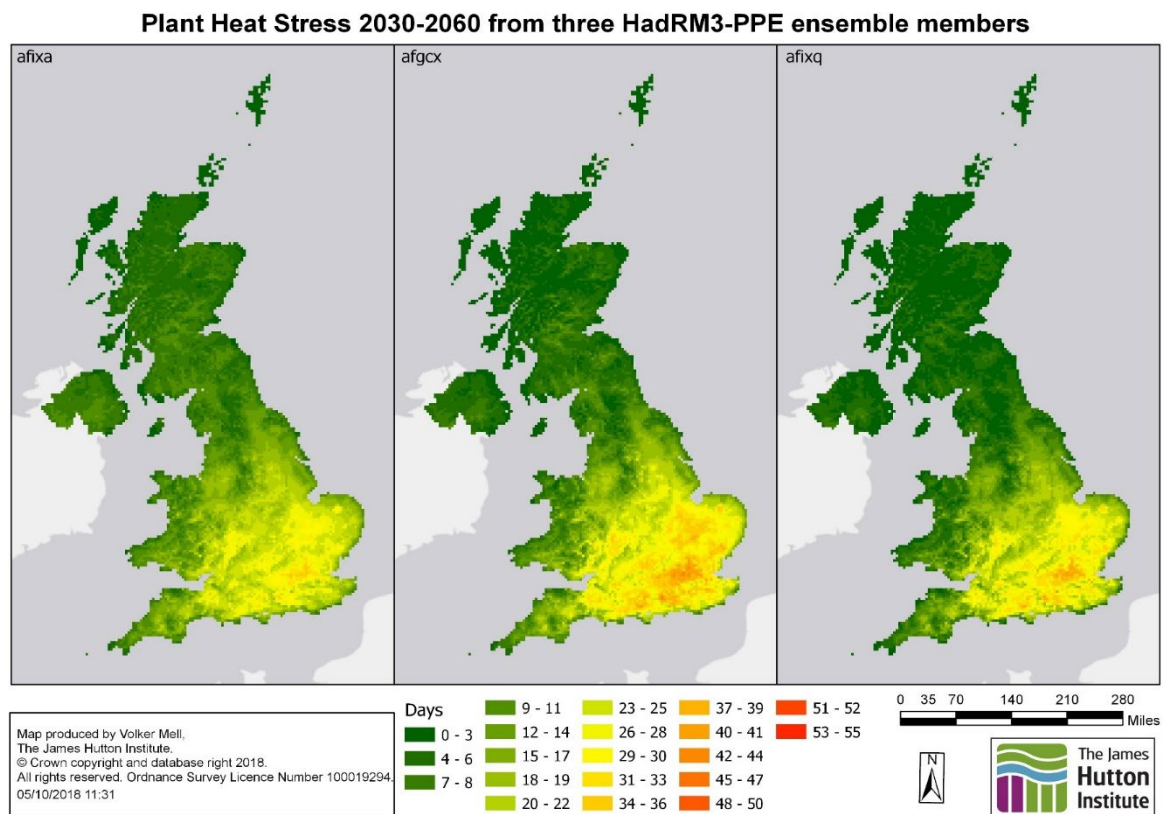 Plant Heat Stress 2030-2060 from three HadRM3-PPE ensemble members
afixa
afgcx
afixq
Map produced by Volker Mell,
The James Hutton Institute.
© Crown copyright and database right 2018.
All rights reserved. Ordnance Survey Licence Number 100019294.
05/10/2018 11:31
Days
0 - 3
4 - 6
7 - 8
9 - 11
12 - 14
15 - 17
18 - 19
20 - 22
23 - 25
26 - 28
29 - 30
31 - 33
34 - 36
37 - 39
40 - 41
42 - 44
45 - 47
48 - 50
51 - 52
53 - 55
0 35 70 140 210 280
Miles
N
The James
Hutton
Institute